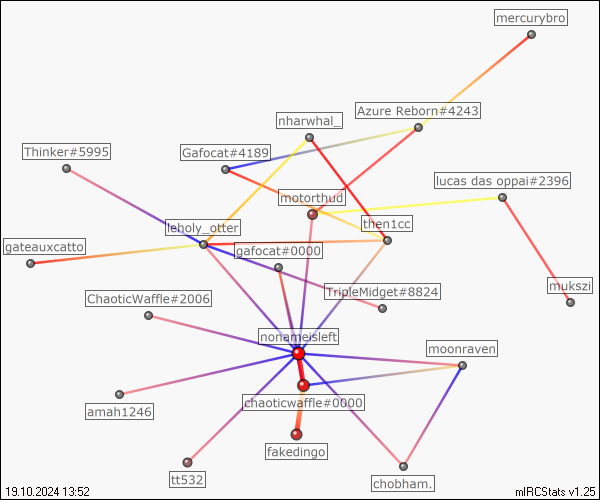 mercurybro
Azure Reborn#4243
nharwhal_
Thinker#5995
Gafocat#4189
lucas das oppai#2396
motorthud
then1cc
leholy_otter
gateauxcatto
gafocat#0000
TripleMidget#8824
mukszi
ChaoticWaffle#2006
nonameisleft
moonraven
amah1246
chaoticwaffle#0000
fakedingo
tt532
chobham.
19.10.2024 13:52
mIRCStats v1.25